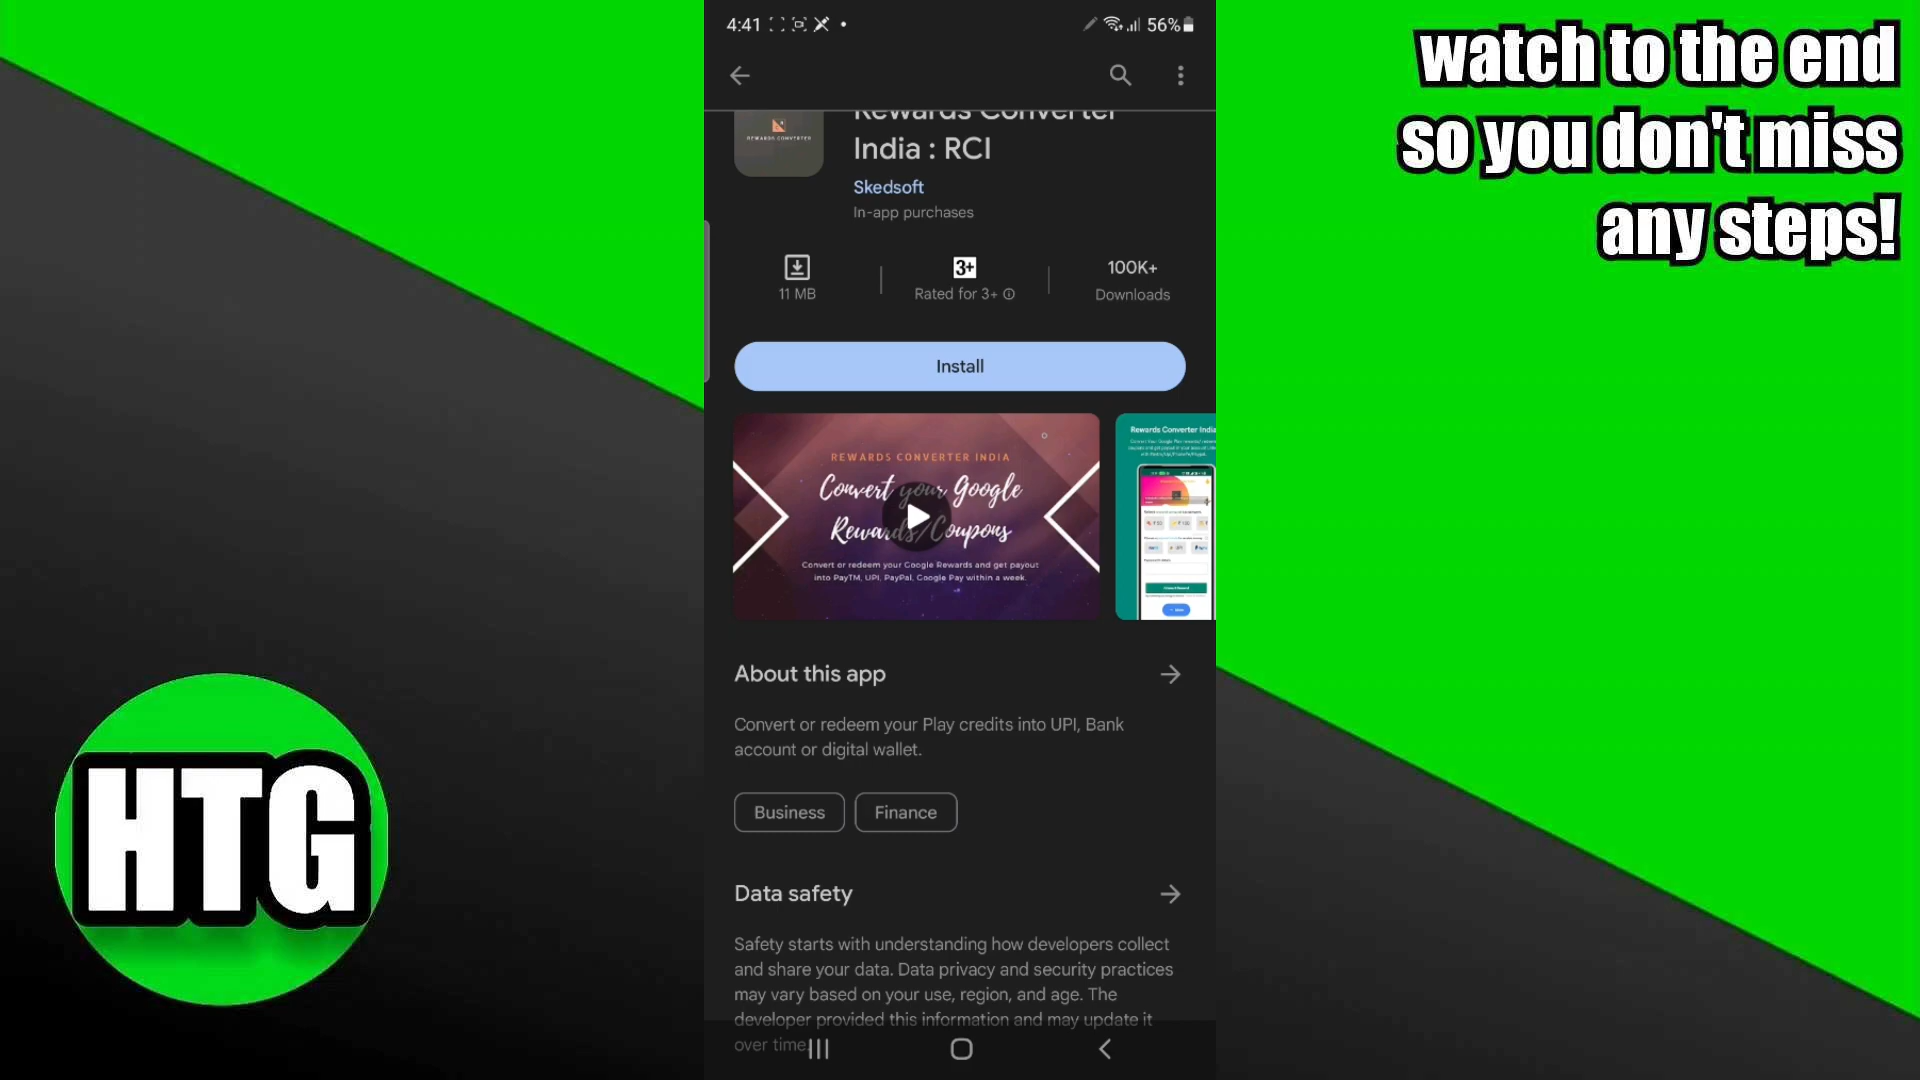 4:41
56%
watch to the end
so you don't miss
any steps!
REWARDS CONVERTER
Rewards Converter
India : RCI
Skedsoft
In-app purchases
3+
100K+
11 MB
Rated for 3+
Downloads
Install
REWARDS CONVERTER INDIA
Convert your Google
Rewards/Coupons
Convert or redeem your Google Rewards and get payout
into PayTM, UPI, PayPal, Google Pay within a week.
Rewards Converter India
About this app
Convert or redeem your Play credits into UPI, Bank
account or digital wallet.
Business
Finance
Data safety
Safety starts with understanding how developers collect
and share your data. Data privacy and security practices
may vary based on your use, region, and age. The
developer provided this information and may update it
over time.
HTG